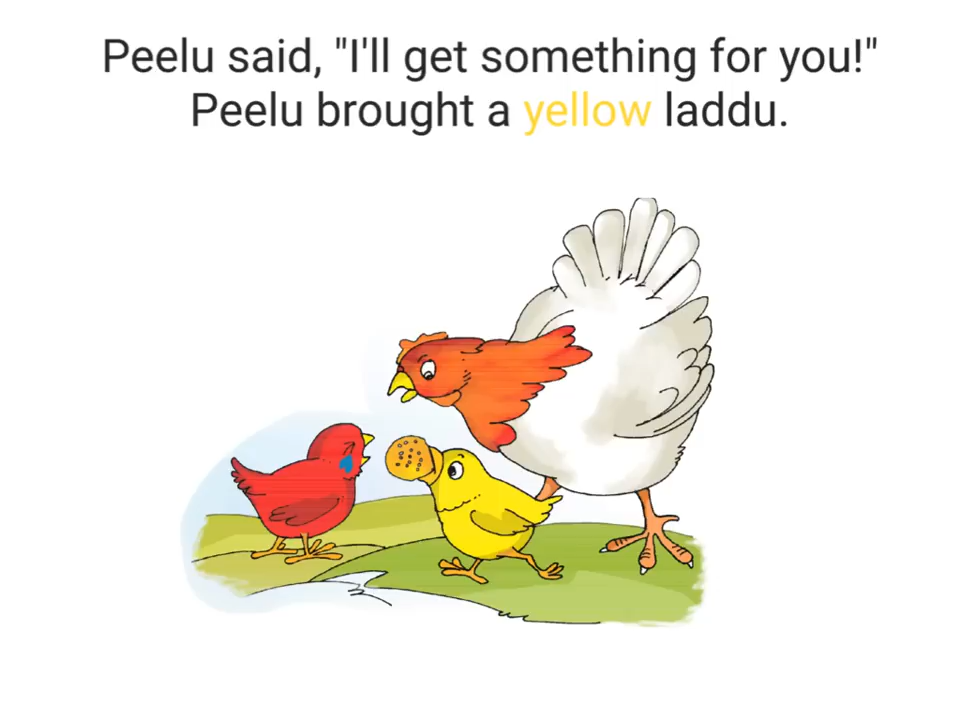 Peelu said, "I'll get something for you!"
Peelu brought a yellow laddu.